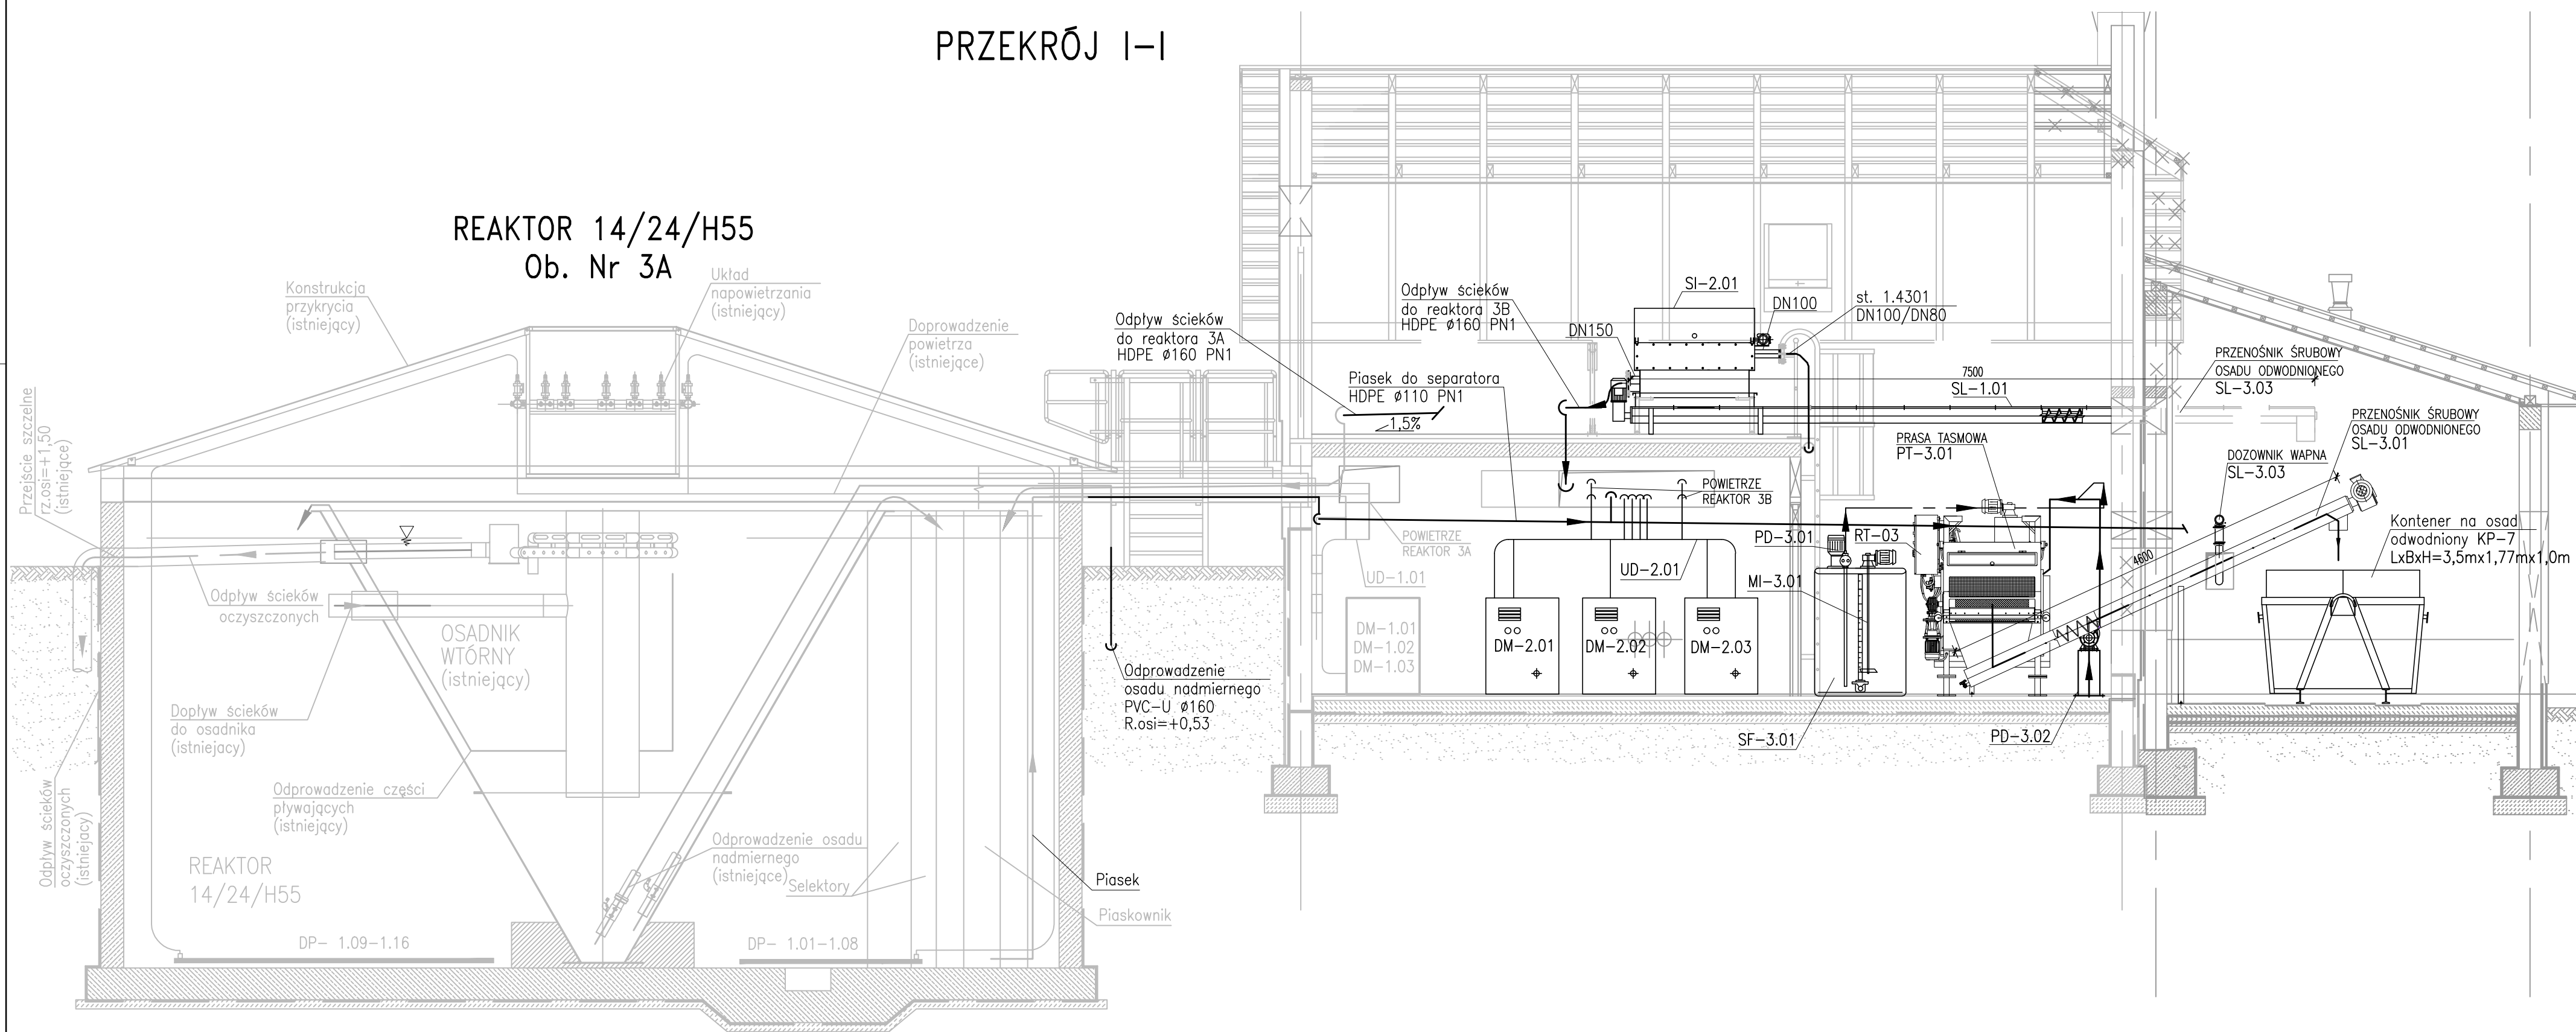 PRZEKRÓJ I-I
REAKTOR 14/24/H55
Ob. Nr 3A
Konstrukcja
przykrycia
(istniejący)
Układ
napowietrzania
(istniejący)
Doprowadzenie
powietrza
(istniejące)
Przejście szczelne
rz.osi=+1,50
(istniejące)
Odpływ ścieków
oczyszczonych
OSADNIK
WTÓRNY
(istniejący)
Dopływ ścieków
do osadnika
(istniejacy)
Odprowadzenie części
pływających
(istniejący)
Odpływ ścieków
oczyszczonych
(istniejacy)
REAKTOR
14/24/H55
Odprowadzenie osadu
nadmiernego
(istniejące)
Selektory
Piasek
Piaskownik
DP- 1.09-1.16
DP- 1.01-1.08
Odprowadzenie
osadu nadmiernego
PVC-U ø160
R.osi=+0,53
Odpływ ścieków
do reaktora 3A
HDPE ø160 PN1
1,5%
Piasek do separatora
HDPE ø110 PN1
Odpływ ścieków
do reaktora 3B
HDPE ø160 PN1
DN150
SI-2.01
DN100
st. 1.4301
DN100/DN80
7500
SL-1.01
PRZENOŚNIK ŚRUBOWY
OSADU ODWODNIONEGO
SL-3.03
PRZENOŚNIK ŚRUBOWY
OSADU ODWODNIONEGO
SL-3.01
PRASA TASMOWA
PT-3.01
DOZOWNIK WAPNA
SL-3.03
POWIETRZE
REAKTOR 3B
POWIETRZE
REAKTOR 3A
UD-1.01
UD-2.01
PD-3.01
RT-03
MI-3.01
4600
Kontener na osad
odwodniony KP-7
LxBxH=3,5mx1,77mx1,0m
DM-1.01
DM-1.02
DM-1.03
DM-2.01
DM-2.02
DM-2.03
SF-3.01
PD-3.02